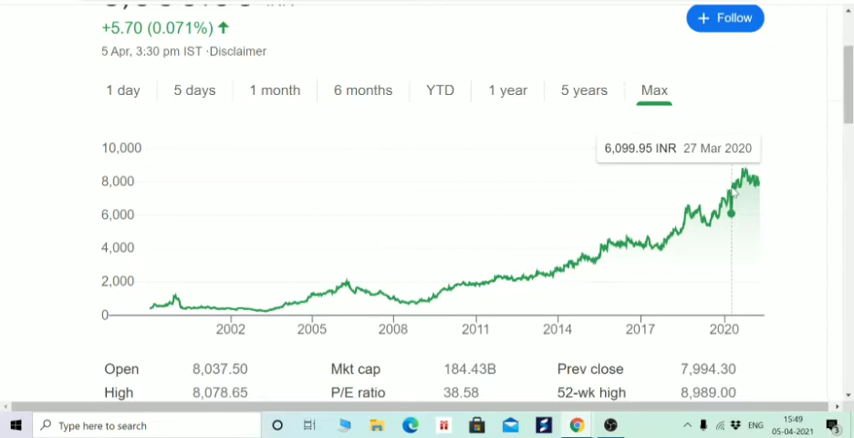 + Follow
+5.70 (0.071%) ↑
5 Apr, 3:30 pm IST ·Disclaimer
1 day 5 days 1 month 6 months YTD 1 year 5 years Max
10,000
6,099.95 INR 27 Mar 2020
8,000
6,000
4,000
2,000
0
2002 2005 2008 2011 2014 2017 2020
Open 8,037.50 Mkt cap 184.43B Prev close 7,994.30
High 8,078.65 P/E ratio 38.58 52-wk high 8,989.00
Type here to search
ENG
15:49
05-04-2021
3